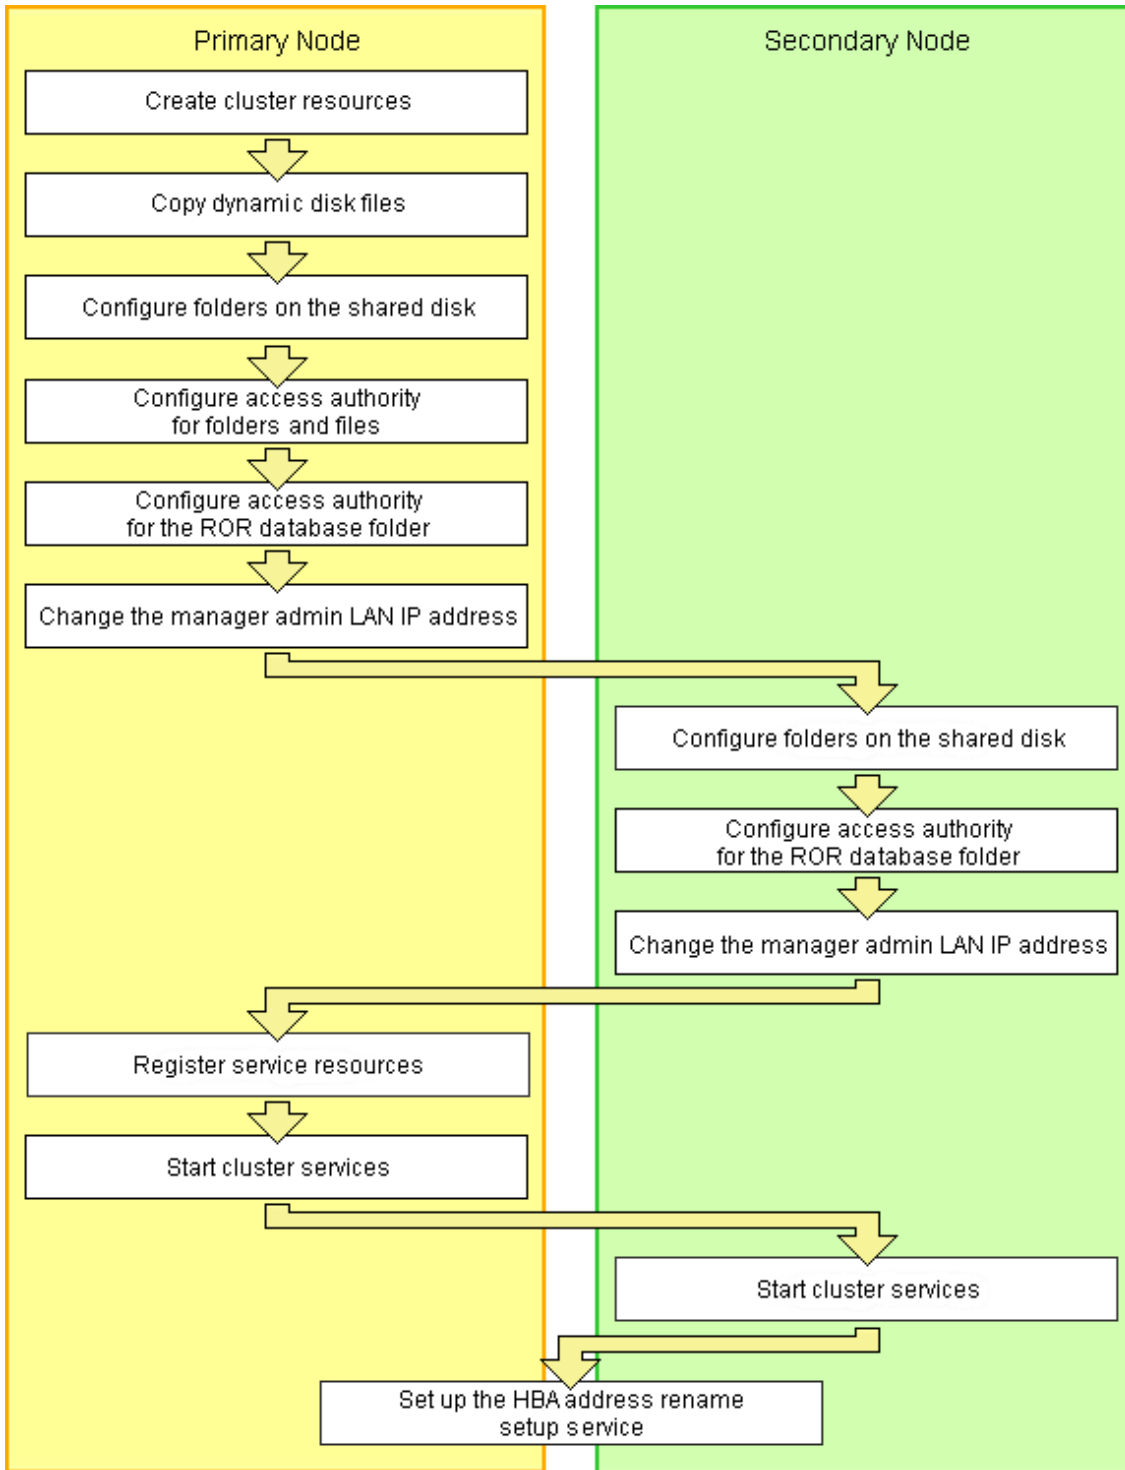 Primary Node
Secondary Node
Create cluster resources
Copy dynamic disk files
Configure folders on the shared disk
Configure access authority
for folders and files
Configure access authority
for the ROR database folder
Change the manager admin LAN IP address
Configure folders on the shared disk
Configure access authority
for the ROR database folder
Change the manager admin LAN IP address
Register service resources
Start cluster services
Start cluster services
Set up the HBA address rename
setup service